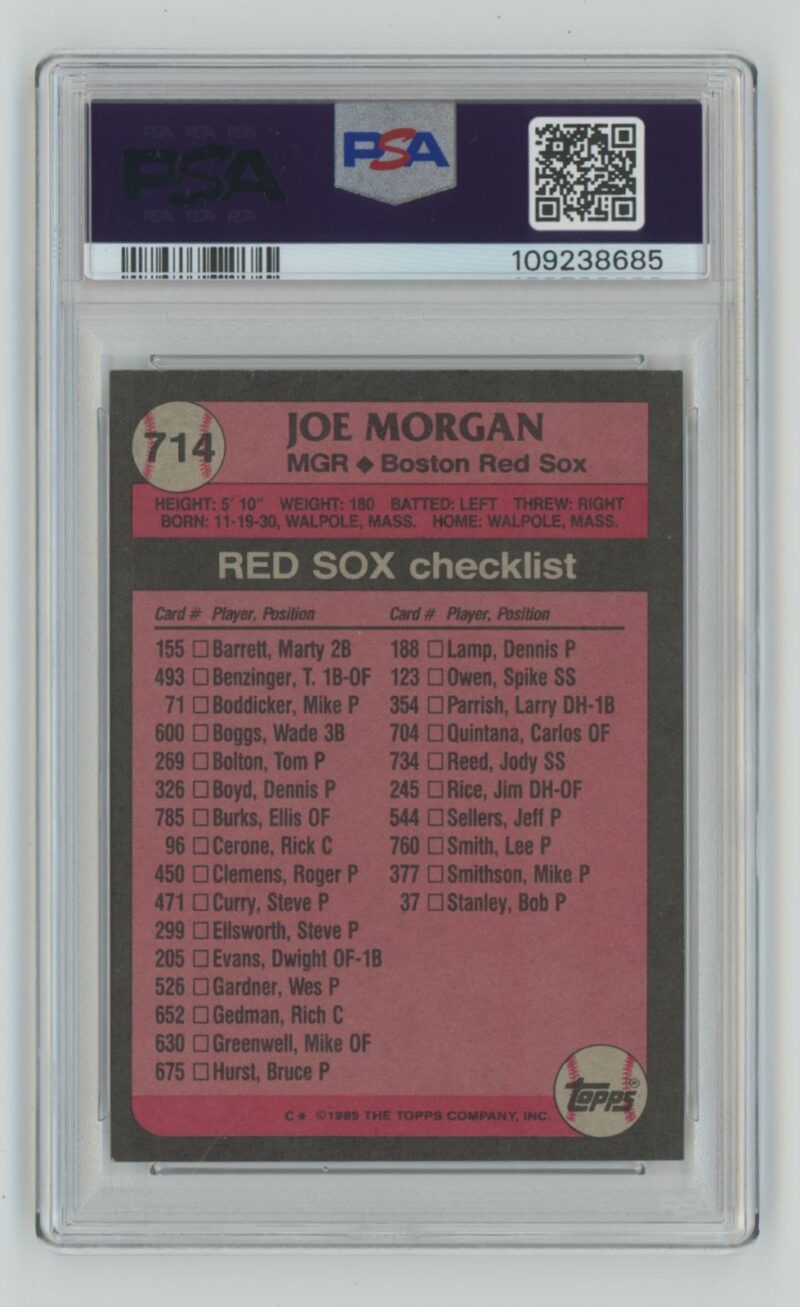 PSA PSA PSA
PSA
PSA PSA PSA
PSA
109238685
714
JOE MORGAN
MGR ◆ Boston Red Sox
HEIGHT: 5' 10" WEIGHT: 180 BATTED: LEFT THREW: RIGHT
BORN: 11-19-30, WALPOLE, MASS. HOME: WALPOLE, MASS.
RED SOX checklist
Card # Player, Position
155 □ Barrett, Marty 2B
493 □ Benzinger, T. 1B-OF
71 □ Boddicker, Mike P
600 □ Boggs, Wade 3B
269 □ Bolton, Tom P
326 □ Boyd, Dennis P
785 □ Burks, Ellis OF
96 □ Cerone, Rick C
450 □ Clemens, Roger P
471 □ Curry, Steve P
299 □ Ellsworth, Steve P
205 □ Evans, Dwight OF-1B
526 □ Gardner, Wes P
652 □ Gedman, Rich C
630 □ Greenwell, Mike OF
675 □ Hurst, Bruce P
Card # Player, Position
188 □ Lamp, Dennis P
123 □ Owen, Spike SS
354 □ Parrish, Larry DH-1B
704 □ Quintana, Carlos OF
734 □ Reed, Jody SS
245 □ Rice, Jim DH-OF
544 □ Sellers, Jeff P
760 □ Smith, Lee P
377 □ Smithson, Mike P
37 □ Stanley, Bob P
topps®
C* ©1989 THE TOPPS COMPANY, INC.